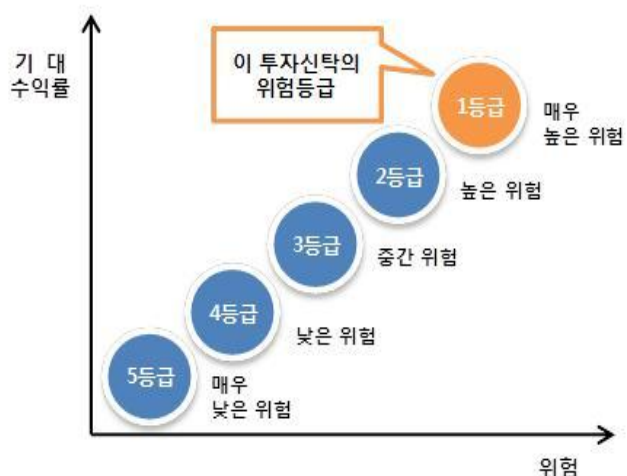 기 대
수익률
이 투자신탁의
위험등급
1등급
매우
높은 위험
2등급
높은 위험
3등급
중간 위험
4등급
낮은 위험
5등급
매우
낮은 위험
위험